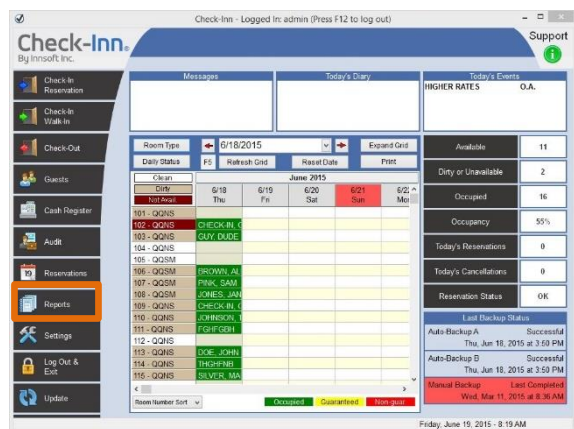 Check-Inn - Logged In: admin (Press F12 to log out)
Check-Inn®
By Innsoft Inc.
Support
Check-In Reservation
Check-In Walk-In
Check-Out
Guests
Cash Register
Audit
19 Reservations
Reports
Settings
Log Out & Exit
Update
Messages
Today's Diary
Today's Events
HIGHER RATES O.A.
Room Type 6/18/2015 Expand Grid
Daily Status F5 Refresh Grid Reset Date Print
Clean June 2015
Dirty 6/18 6/19 6/20 6/21 6/2
Not Avail. Thu Fri Sat Sun Mo
101 - QQNS
102 - QQNS CHECK-IN,
103 - QQNS GUY, DUDE
104 - QQNS
105 - QQSM
106 - QQSM BROWN, AL
107 - QQSM PINK, SAM
108 - QQSM JONES, JAN
109 - QQNS CHECK-IN,
110 - QQNS JOHNSON,
111 - QQNS FGHFGBH
112 - QQNS
113 - QQNS DOE, JOHN
114 - QQNS THGHFNB
115 - QQNS SILVER, MA
Room Number Sort
Occupied Guaranteed Non-guar
Available 11
Dirty or Unavailable 2
Occupied 16
Occupancy 55%
Today's Reservations 0
Today's Cancellations 0
Reservation Status OK
Last Backup Status
Auto-Backup A Successful
Thu, Jun 18, 2015 at 3:50 PM
Auto-Backup B Successful
Thu, Jun 18, 2015 at 3:50 PM
Manual Backup Last Completed
Wed, Mar 11, 2015 at 8:36 AM
Friday, June 19, 2015 - 8:19 AM